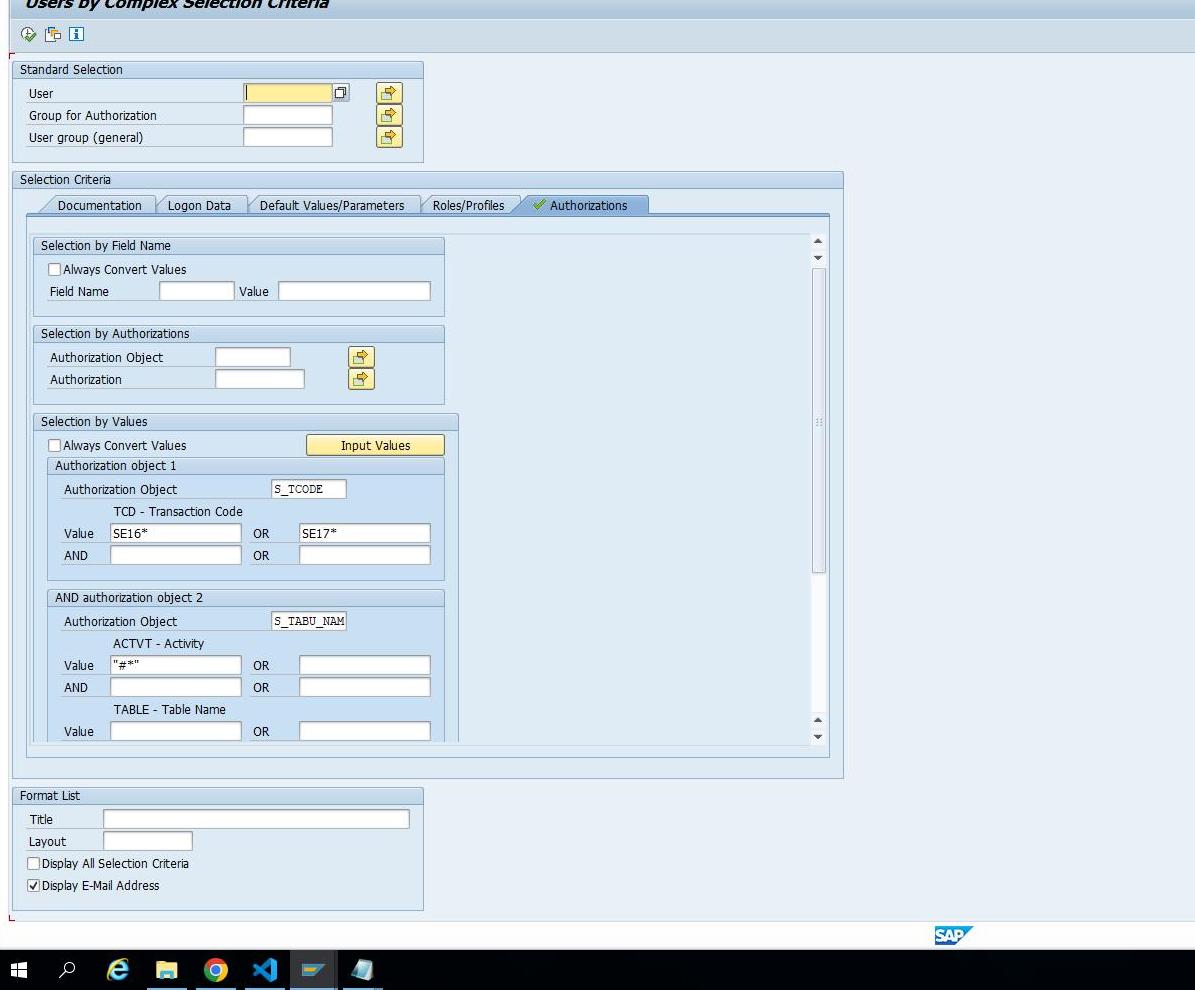 Users by Complex Selection Criteria
Standard Selection
User
Group for Authorization
User group (general)
Selection Criteria
Documentation Logon Data Default Values/Parameters Roles/Profiles Authorizations
Selection by Field Name
Always Convert Values
Field Name Value
Selection by Authorizations
Authorization Object
Authorization
Selection by Values
Always Convert Values Input Values
Authorization object 1
Authorization Object S_TCODE
TCD - Transaction Code
Value SE16* OR SE17*
AND OR
AND authorization object 2
Authorization Object S_TABU_NAM
ACTVT - Activity
Value "#*" OR
AND OR
TABLE - Table Name
Value OR
Format List
Title
Layout
Display All Selection Criteria
Display E-Mail Address
SAP